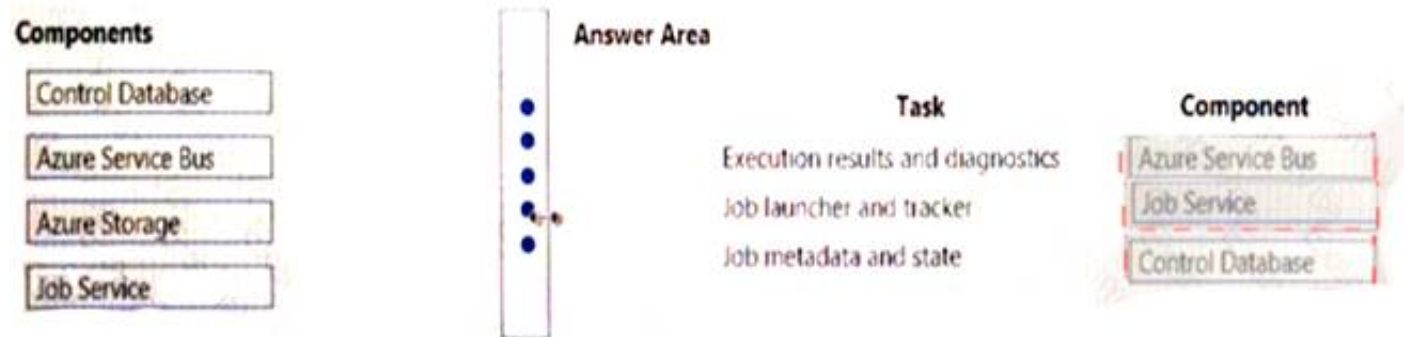 Components
Control Database
Azure Service Bus
Azure Storage
Job Service
Answer Area
Task Component
Execution results and diagnostics Azure Service Bus
Job launcher and tracker Job Service
Job metadata and state Control Database